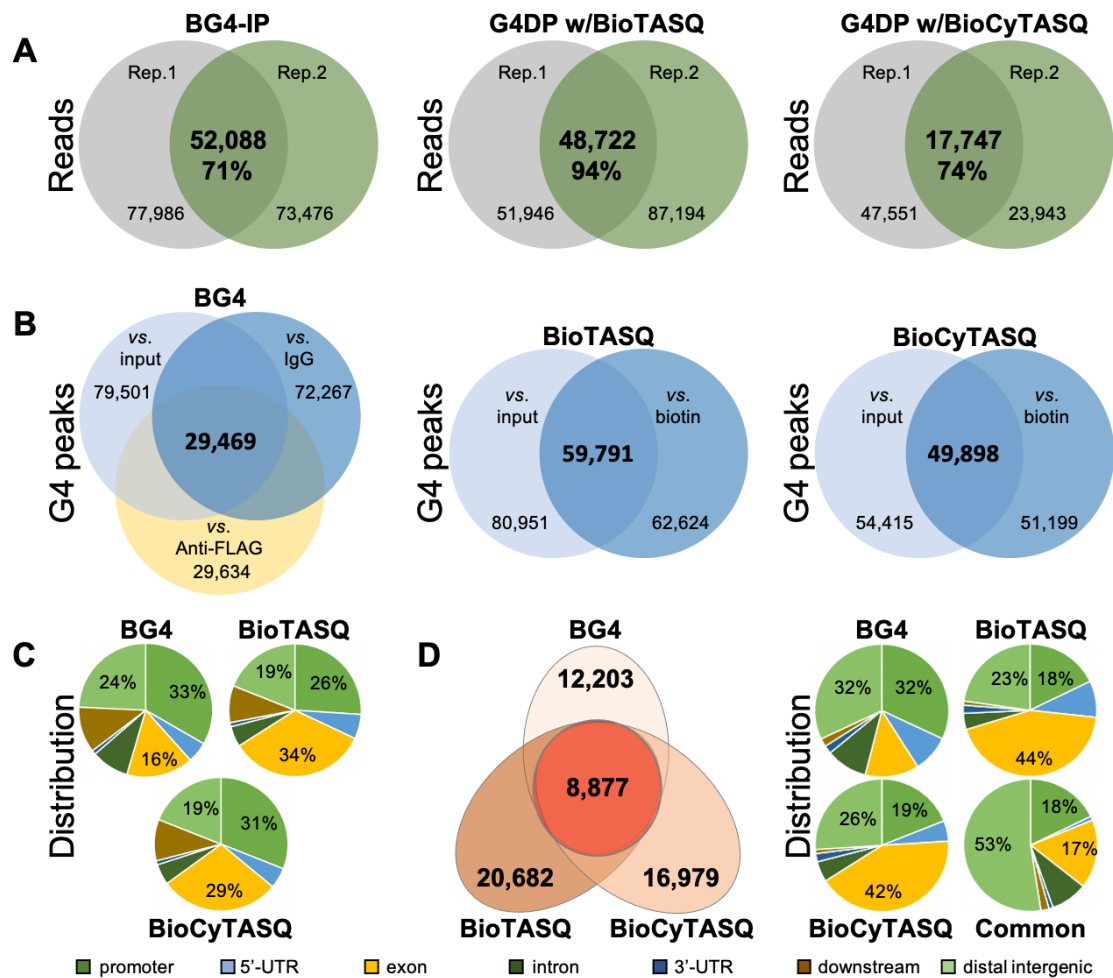 A
Reads
BG4-IP
Rep.1
Rep.2
52,088
71%
77,986
73,476
Reads
G4DP w/BioTASQ
Rep.1
Rep.2
48,722
94%
51,946
87,194
Reads
G4DP w/BioCyTASQ
Rep.1
Rep.2
17,747
74%
47,551
23,943
B
G4 peaks
BG4
vs.
input
79,501
vs.
IgG
72,267
29,469
vs.
Anti-FLAG
29,634
G4 peaks
BioTASQ
vs.
input
vs.
biotin
59,791
80,951
62,624
G4 peaks
BioCyTASQ
vs.
input
vs.
biotin
49,898
54,415
51,199
C
Distribution
BG4
24%
33%
16%
BioTASQ
19%
26%
34%
19%
31%
29%
BioCyTASQ
D
BG4
12,203
8,877
20,682
16,979
BioTASQ
BioCyTASQ
Distribution
BG4
32%
32%
BioTASQ
23%
18%
44%
26%
19%
42%
BioCyTASQ
53%
18%
17%
Common
promoter
5’-UTR
exon
intron
3’-UTR
downstream
distal intergenic